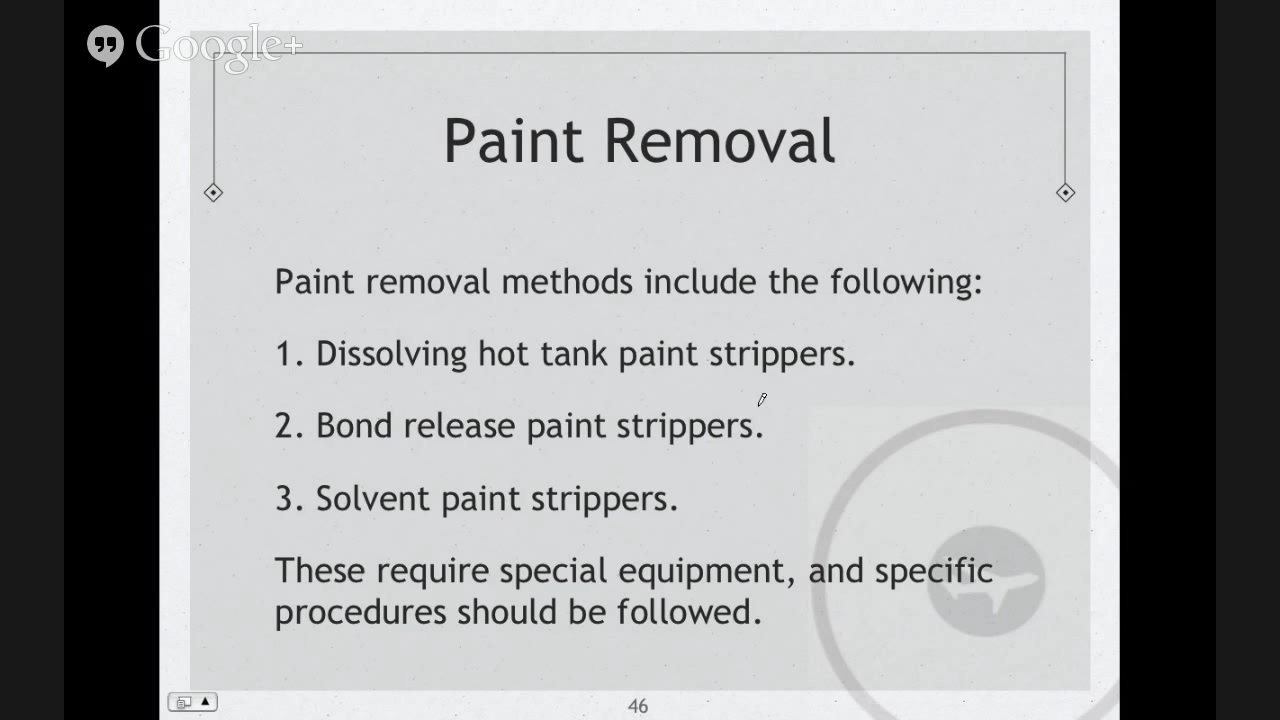 Google+
Paint Removal
Paint removal methods include the following:
1. Dissolving hot tank paint strippers.
2. Bond release paint strippers.
3. Solvent paint strippers.
These require special equipment, and specific
procedures should be followed.
46